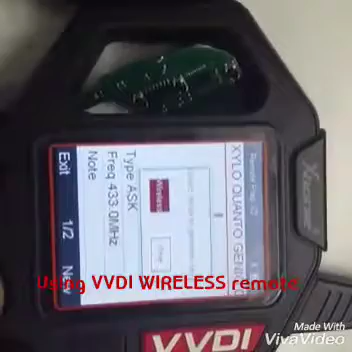 XYLO QUANTO GENIO
Wireless
Type ASK
Freq 433.0MHz
Note
Exit 1/2
Using VVDI WIRELESS remote
VVDI
Made With
VivaVideo